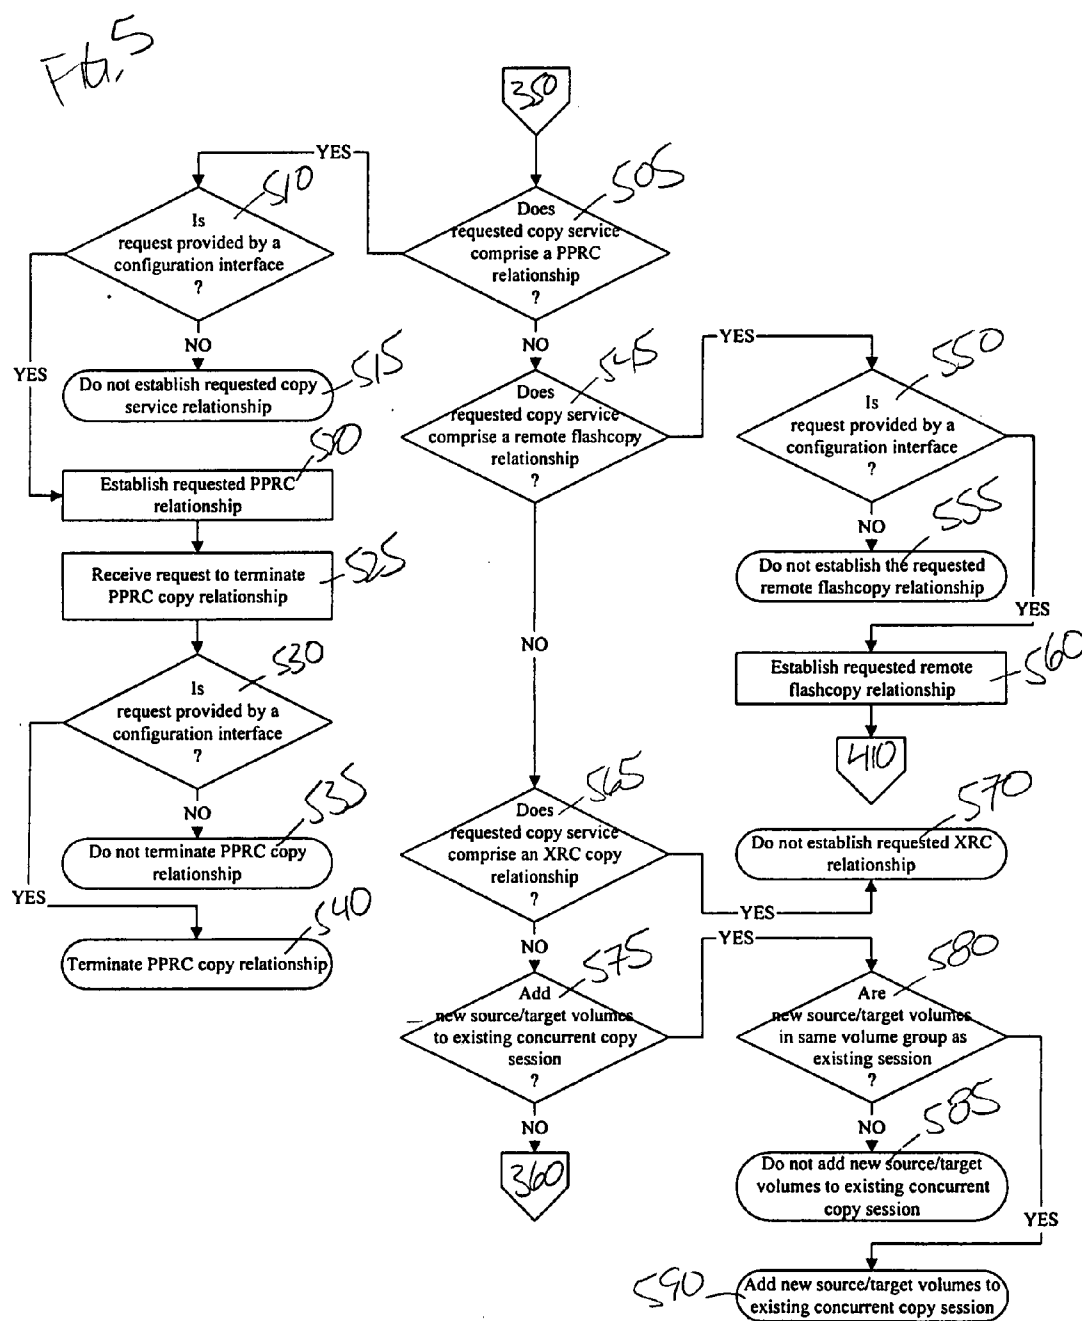 FIG. 5
350
YES
510
505
Is
request provided by a
configuration interface
?
Does
requested copy service
comprise a PPRC
relationship
?
NO
NO
YES
YES
515
545
550
Do not establish requested copy
service relationship
Does
requested copy service
comprise a remote flashcopy
relationship
?
Is
request provided by a
configuration interface
?
Establish requested PPRC
relationship
525
NO
555
Receive request to terminate
PPRC copy relationship
Do not establish the requested
remote flashcopy relationship
YES
NO
530
560
Is
request provided by a
configuration interface
?
Establish requested remote
flashcopy relationship
410
NO
535
565
570
Do not terminate PPRC copy
relationship
Does
requested copy service
comprise an XRC copy
relationship
?
Do not establish requested XRC
relationship
YES
YES
540
Terminate PPRC copy relationship
NO
YES
575
580
Add
new source/target volumes
to existing concurrent copy
session
?
Are
new source/target volumes
in same volume group as
existing session
?
NO
NO
585
360
Do not add new source/target
volumes to existing concurrent
copy session
YES
590
Add new source/target volumes to
existing concurrent copy session